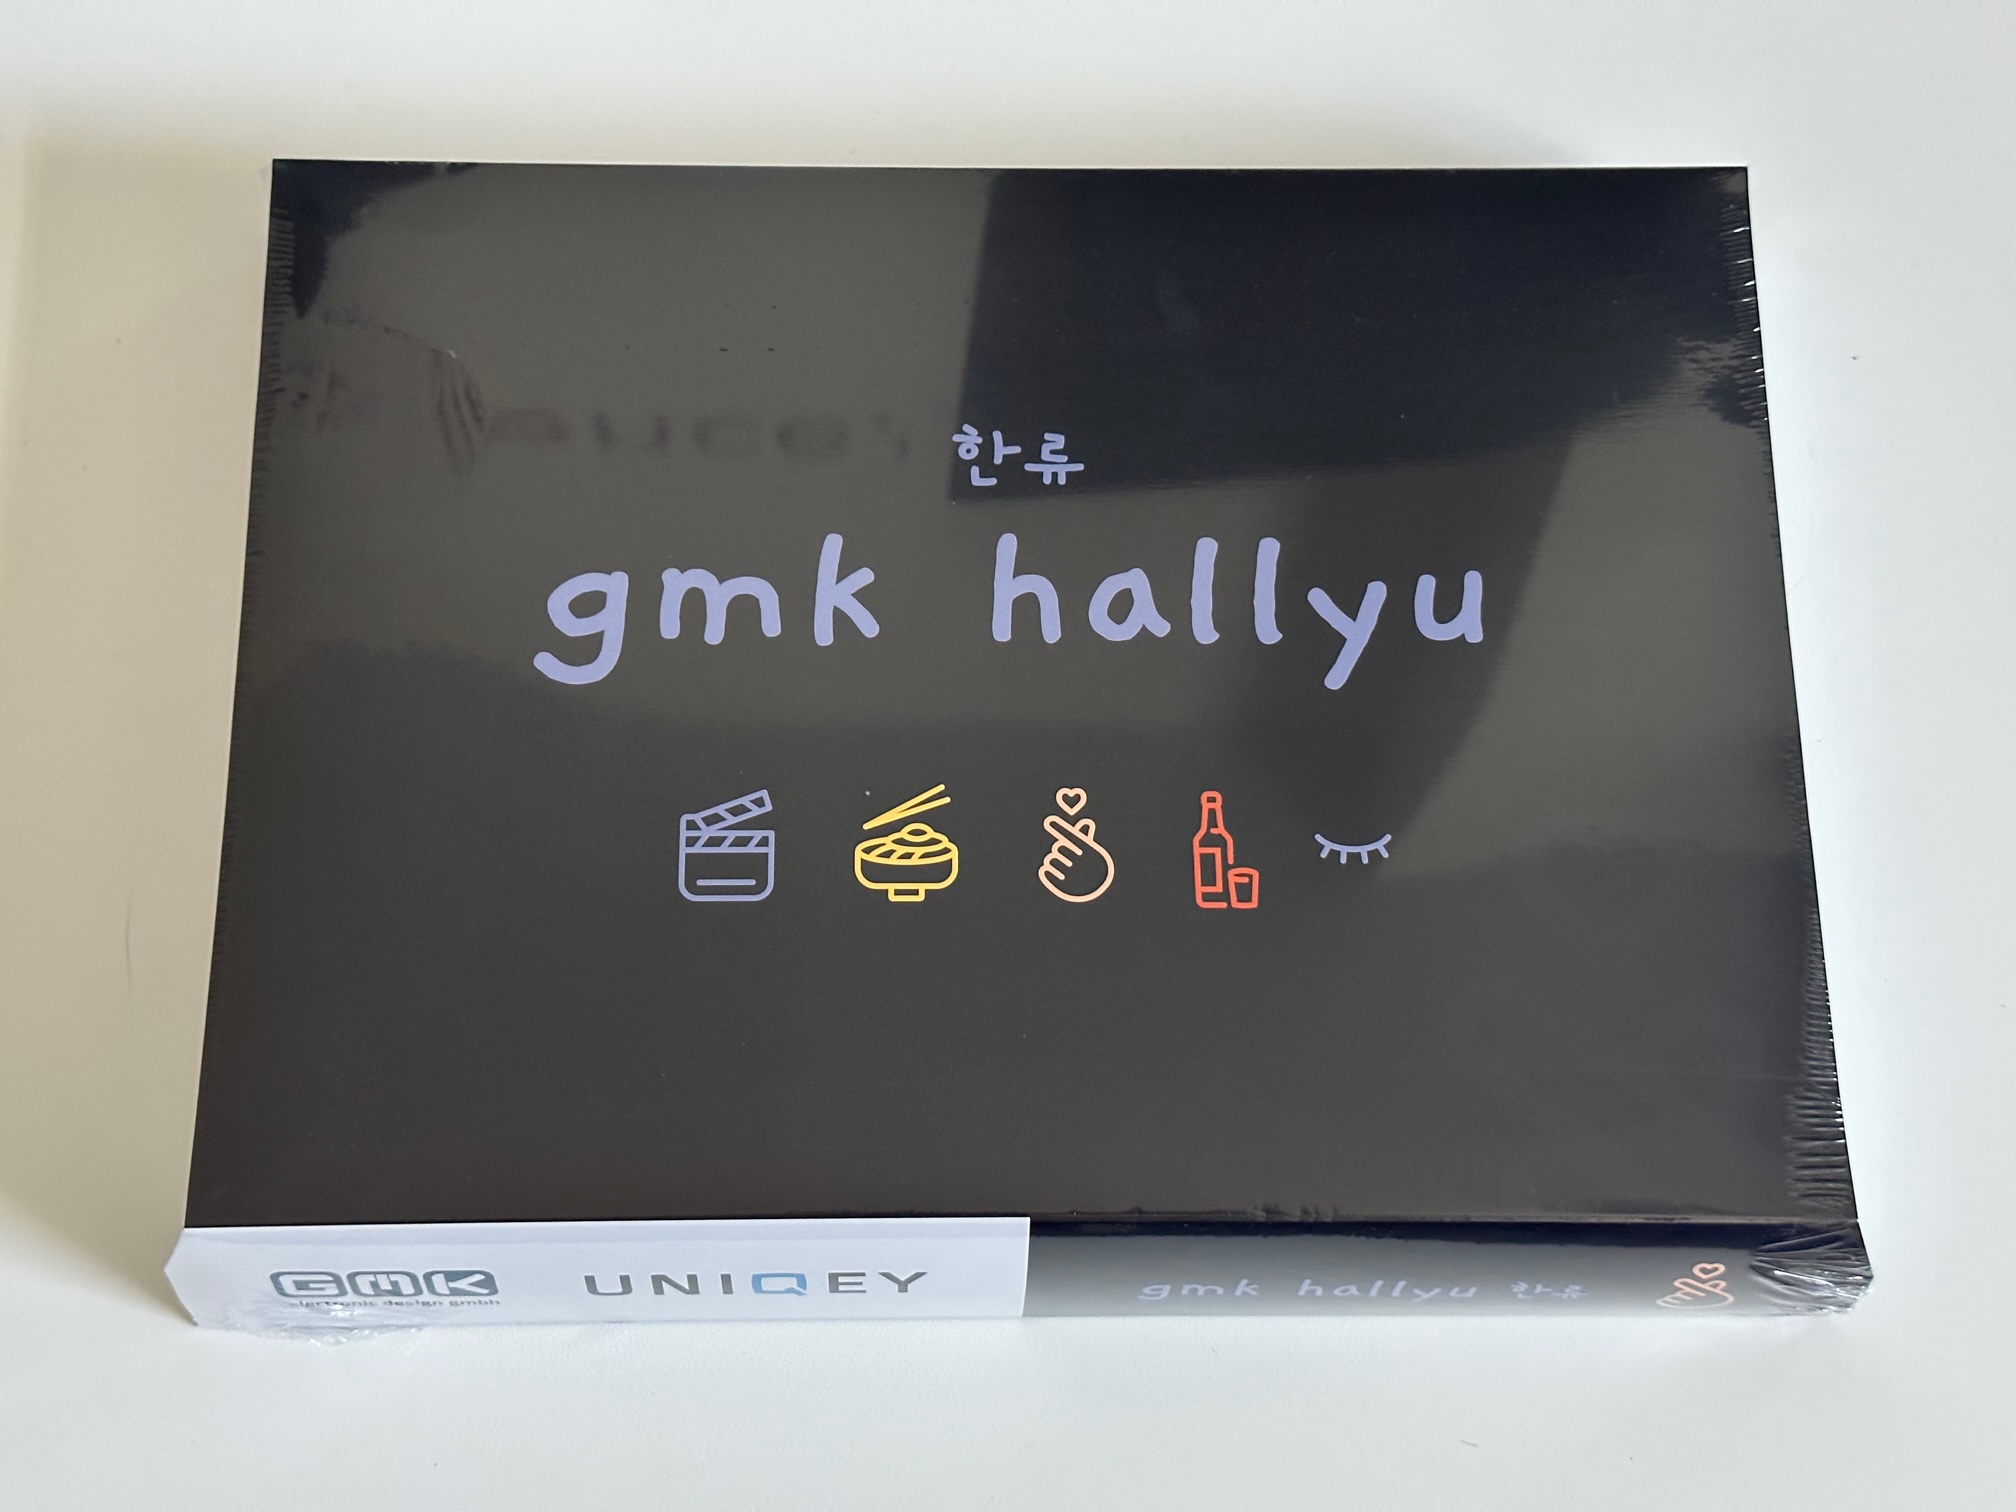 한류
gmk hallyu
GMK UNIQEY
electronic design gmbh
gmk hallyu 한류